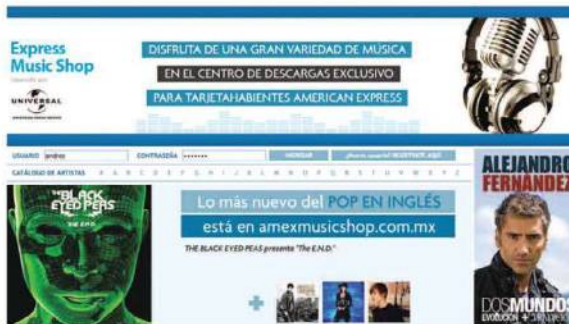 Express
Music Shop
DISFRUTA DE UNA GRAN VARIEDAD DE MÚSICA
EN EL CENTRO DE DESCARGAS EXCLUSIVO
PARA TARJETAHABIENTES AMERICAN EXPRESS
UNIVERSAL
USUARIO
CONTRASEÑA
CATÁLOGO DE ARTISTAS A B C D E F G H I J K L M N O P Q R S T U V W X Y Z
THE BLACK
EYED PEAS
THE E.N.D.
Lo más nuevo del POP EN INGLÉS
está en amexmusicshop.com.mx
THE BLACK EYED PEAS presenta "The E.N.D."
ALEJANDRO
FERNÁNDEZ
DOS MUNDOS